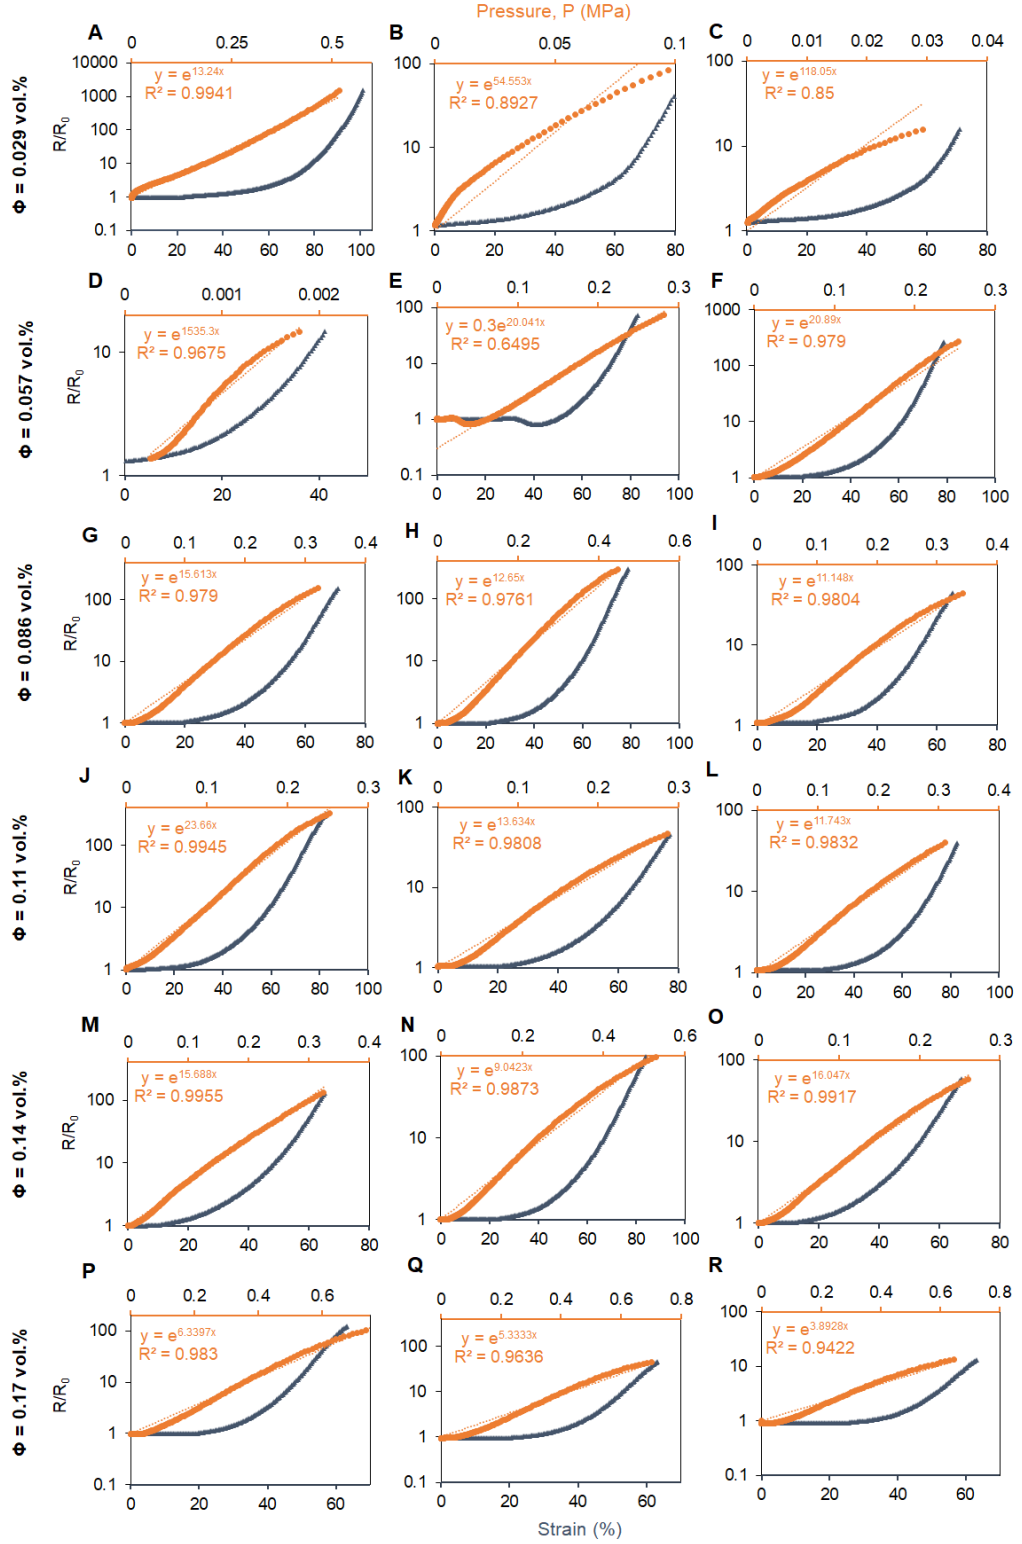 Pressure, P (MPa)
A
0 0.25 0.5
B
0 0.05 0.1
C
0 0.01 0.02 0.03 0.04
Φ = 0.029 vol.%
R/R₀
10000
1000
100
10
1
0.1
y = e^13.24x
R² = 0.9941
0 20 40 60 80 100
100
10
1
y = e^54.553x
R² = 0.8927
0 20 40 60 80
100
10
1
y = e^118.05x
R² = 0.85
0 20 40 60 80
D
0 0.001 0.002
E
0 0.1 0.2 0.3
F
0 0.1 0.2 0.3
Φ = 0.057 vol.%
R/R₀
10
1
y = e^1535.3x
R² = 0.9675
0 20 40
100
10
1
0.1
y = 0.3e^20.041x
R² = 0.6495
0 20 40 60 80 100
1000
100
10
1
y = e^20.89x
R² = 0.979
0 20 40 60 80 100
G
0 0.1 0.2 0.3 0.4
H
0 0.2 0.4 0.6
I
0 0.1 0.2 0.3 0.4
Φ = 0.086 vol.%
R/R₀
100
10
1
y = e^15.613x
R² = 0.979
0 20 40 60 80
100
10
1
y = e^12.65x
R² = 0.9761
0 20 40 60 80 100
100
10
1
y = e^11.148x
R² = 0.9804
0 20 40 60 80
J
0 0.1 0.2 0.3
K
0 0.1 0.2 0.3
L
0 0.1 0.2 0.3 0.4
Φ = 0.11 vol.%
R/R₀
100
10
1
y = e^23.66x
R² = 0.9945
0 20 40 60 80 100
100
10
1
y = e^13.634x
R² = 0.9808
0 20 40 60 80
100
10
1
y = e^11.743x
R² = 0.9832
0 20 40 60 80 100
M
0 0.1 0.2 0.3 0.4
N
0 0.2 0.4 0.6
O
0 0.1 0.2 0.3
Φ = 0.14 vol.%
R/R₀
100
10
1
y = e^15.688x
R² = 0.9955
0 20 40 60 80
100
10
1
y = e^9.0423x
R² = 0.9873
0 20 40 60 80 100
100
10
1
y = e^16.047x
R² = 0.9917
0 20 40 60 80
P
0 0.2 0.4 0.6
Q
0 0.2 0.4 0.6 0.8
R
0 0.2 0.4 0.6 0.8
Φ = 0.17 vol.%
R/R₀
100
10
1
0.1
y = e^6.3397x
R² = 0.983
0 20 40 60
100
10
1
0.1
y = e^5.3333x
R² = 0.9636
0 20 40 60
100
10
1
0.1
y = e^3.8928x
R² = 0.9422
0 20 40 60
Strain (%)